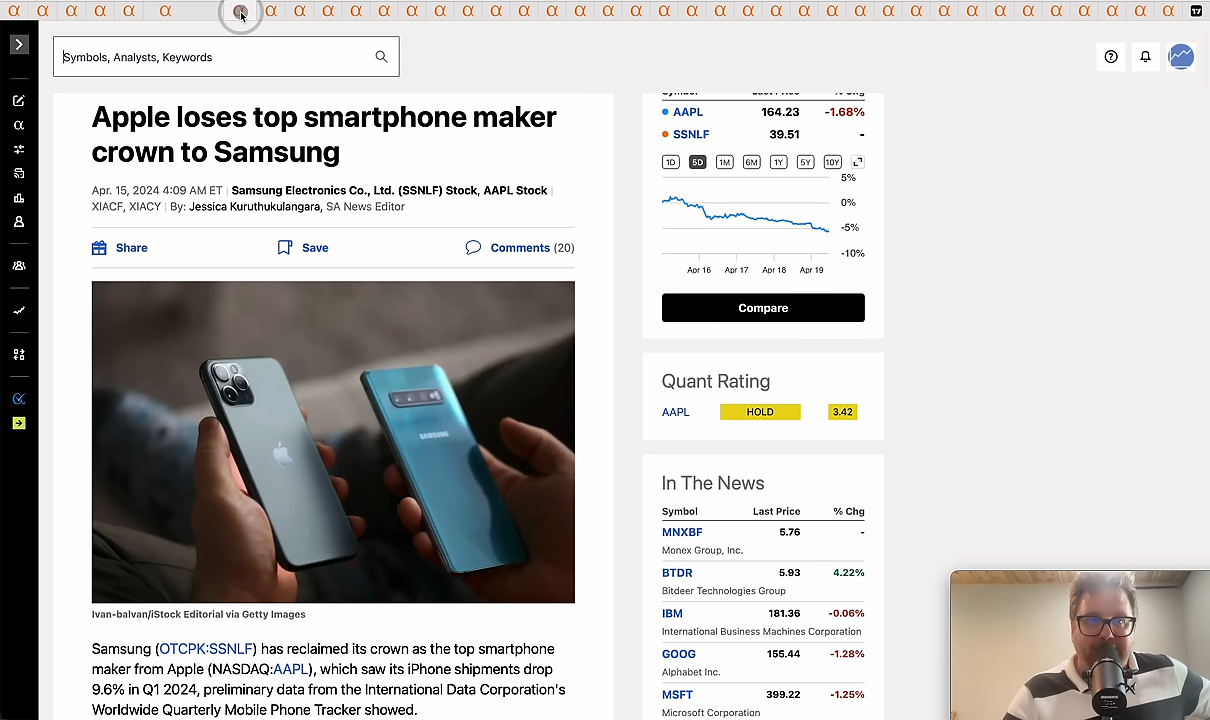 Symbols, Analysts, Keywords
Apple loses top smartphone maker
crown to Samsung
Apr. 15, 2024 4:09 AM ET | Samsung Electronics Co., Ltd. (SSNLF) Stock, AAPL Stock |
XIACF, XIACY | By: Jessica Kuruthukulangara, SA News Editor
Share
Save
Comments (20)
SAMSUNG
Ivan-balvan/iStock Editorial via Getty Images
Samsung (OTCPK:SSNLF) has reclaimed its crown as the top smartphone
maker from Apple (NASDAQ:AAPL), which saw its iPhone shipments drop
9.6% in Q1 2024, preliminary data from the International Data Corporation's
Worldwide Quarterly Mobile Phone Tracker showed.
Symbol Last Price % Chg
AAPL 164.23 -1.68%
SSNLF 39.51 -
1D 5D 1M 6M 1Y 5Y 10Y
5%
0%
-5%
-10%
Apr 16 Apr 17 Apr 18 Apr 19
Compare
Quant Rating
AAPL HOLD 3.42
In The News
Symbol Last Price % Chg
MNXBF 5.76 -
Monex Group, Inc.
BTDR 5.93 4.22%
Bitdeer Technologies Group
IBM 181.36 -0.06%
International Business Machines Corporation
GOOG 155.44 -1.28%
Alphabet Inc.
MSFT 399.22 -1.25%
Microsoft Corporation